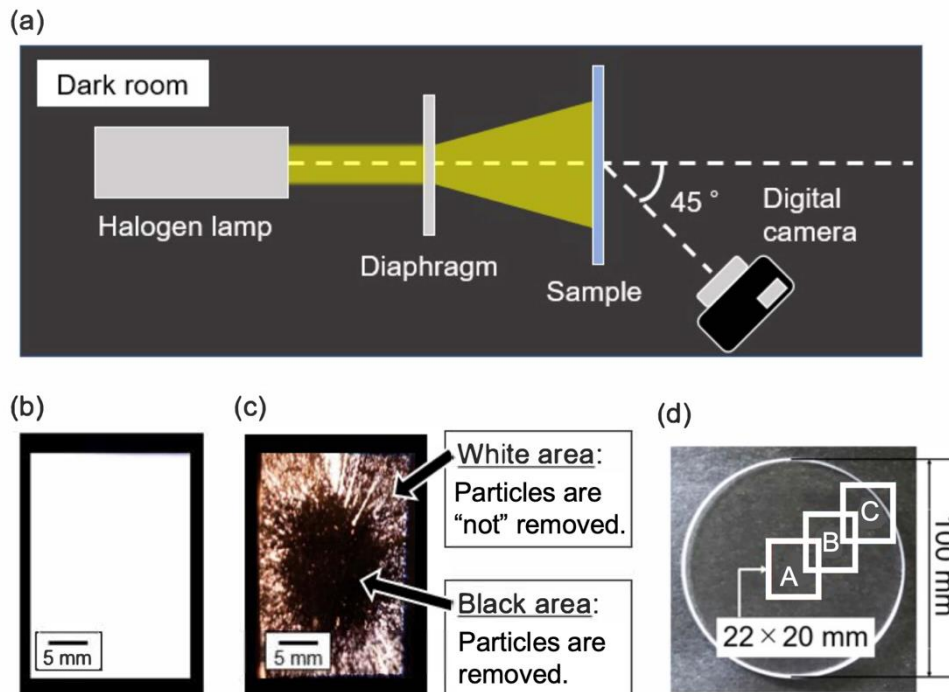 (a)
Dark room
Halogen lamp
Diaphragm
Sample
45 °
Digital
camera
(b)
5 mm
(c)
5 mm
White area:
Particles are
“not” removed.
Black area:
Particles are
removed.
(d)
A
B
C
22 × 20 mm
100 mm